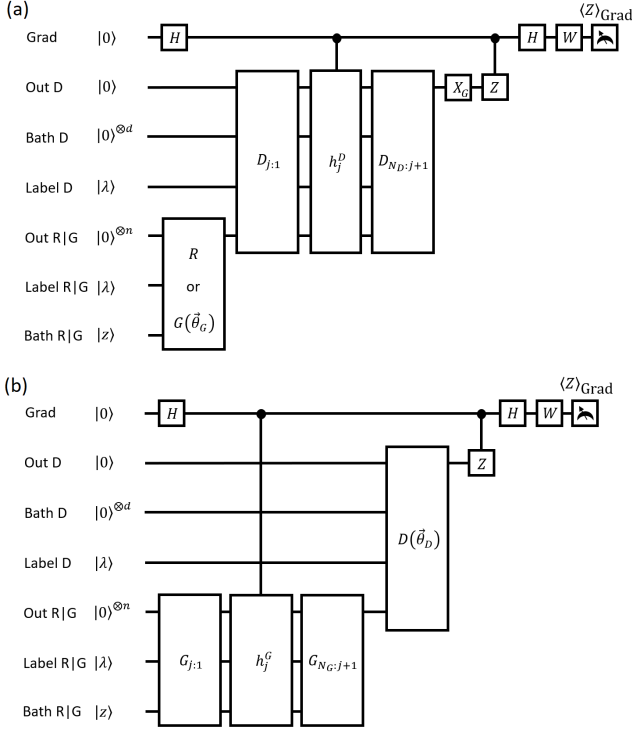 (a)
⟨Z⟩Grad
Grad |0⟩ H H W
Out D |0⟩ X_G Z
Bath D |0⟩^⊗d
Label D |λ⟩ D_{j:1} h_j^D D_{N_D:j+1}
Out R|G |0⟩^⊗n
Label R|G |λ⟩ R or G(θ⃗_G)
Bath R|G |z⟩
(b)
⟨Z⟩Grad
Grad |0⟩ H H W
Out D |0⟩ Z
Bath D |0⟩^⊗d
Label D |λ⟩ D(θ⃗_D)
Out R|G |0⟩^⊗n
Label R|G |λ⟩ G_{j:1} h_j^G G_{N_G:j+1}
Bath R|G |z⟩